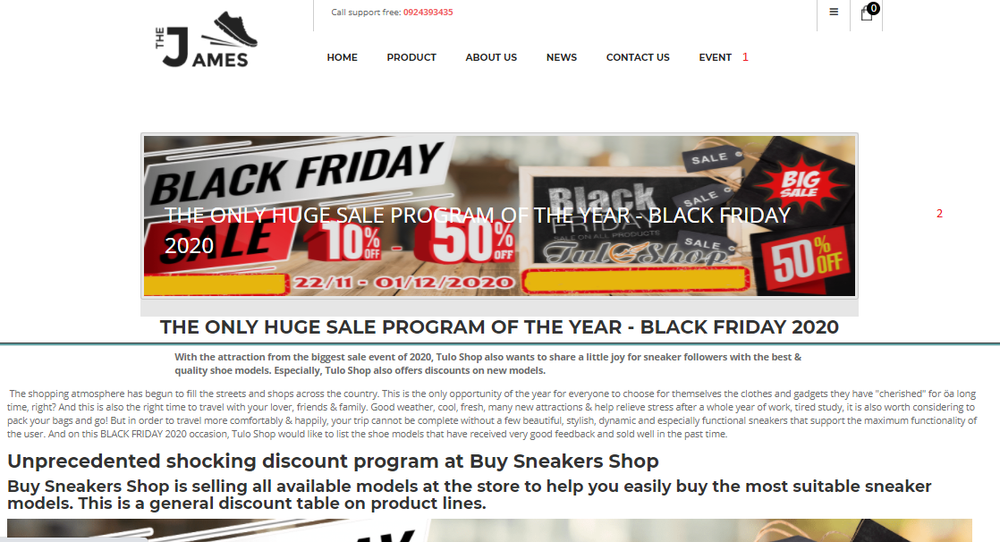 THE JAMES
Call support free: 0924393435
0
HOME PRODUCT ABOUT US NEWS CONTACT US EVENT 1
BLACK FRIDAY
SALE 10% OFF - 50% OFF
22/11 - 01/12/2020
Black
FRIDAY
SALE ON ALL PRODUCTS
Tulo Shop
SALE
SALE
SALE
BIG SALE
50% OFF
THE ONLY HUGE SALE PROGRAM OF THE YEAR - BLACK FRIDAY
2020
2
THE ONLY HUGE SALE PROGRAM OF THE YEAR - BLACK FRIDAY 2020
With the attraction from the biggest sale event of 2020, Tulo Shop also wants to share a little joy for sneaker followers with the best &
quality shoe models. Especially, Tulo Shop also offers discounts on new models.
The shopping atmosphere has begun to fill the streets and shops across the country. This is the only opportunity of the year for everyone to choose for themselves the clothes and gadgets they have "cherished" for öa long
time, right? And this is also the right time to travel with your lover, friends & family. Good weather, cool, fresh, many new attractions & help relieve stress after a whole year of work, tired study, it is also worth considering to
pack your bags and go! But in order to travel more comfortably & happily, your trip cannot be complete without a few beautiful, stylish, dynamic and especially functional sneakers that support the maximum functionality of
the user. And on this BLACK FRIDAY 2020 occasion, Tulo Shop would like to list the shoe models that have received very good feedback and sold well in the past time.
Unprecedented shocking discount program at Buy Sneakers Shop
Buy Sneakers Shop is selling all available models at the store to help you easily buy the most suitable sneaker
models. This is a general discount table on product lines.